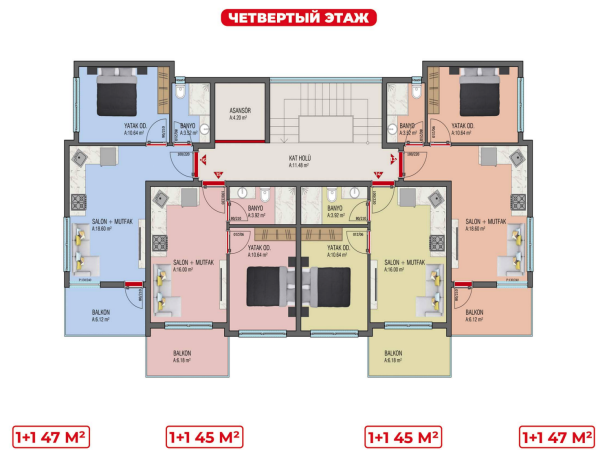 ЧЕТВЕРТЫЙ ЭТАЖ
YATAK OD.
A:10.64 m²
BANYO
A:3.52 m²
ASANSÖR
A:4.20 m²
BANYO
A:3.52 m²
YATAK OD.
A:10.64 m²
KAT HOLÜ
A:11.48 m²
SALON + MUTFAK
A:18.60 m²
BANYO
A:3.92 m²
BANYO
A:3.92 m²
SALON + MUTFAK
A:18.60 m²
SALON + MUTFAK
A:16.00 m²
YATAK OD.
A:10.64 m²
YATAK OD.
A:10.64 m²
SALON + MUTFAK
A:16.00 m²
BALKON
A:6.12 m²
BALKON
A:6.12 m²
BALKON
A:6.18 m²
BALKON
A:6.18 m²
1+1 47 М²
1+1 45 М²
1+1 45 М²
1+1 47 М²